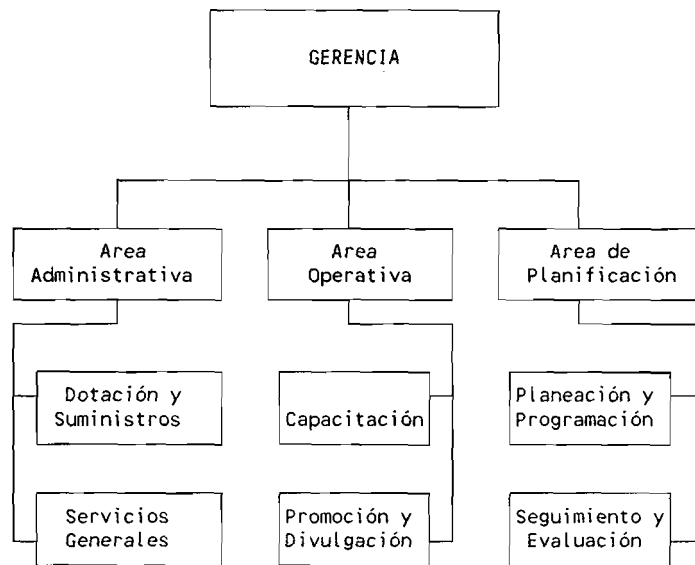 GERENCIA
Area
Administrativa
Area
Operativa
Area de
Planificación
Dotación y
Suministros
Capacitación
Planeación y
Programación
Servicios
Generales
Promoción y
Divulgación
Seguimiento y
Evaluación